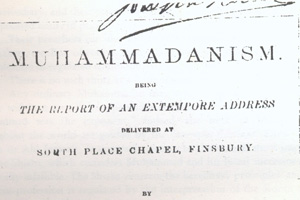 MUHAMMADANISM.
BEING
THE REPORT OF AN EXTEMPORE ADDRESS
DELIVERED AT
SOUTH PLACE CHAPEL, FINSBURY.
BY